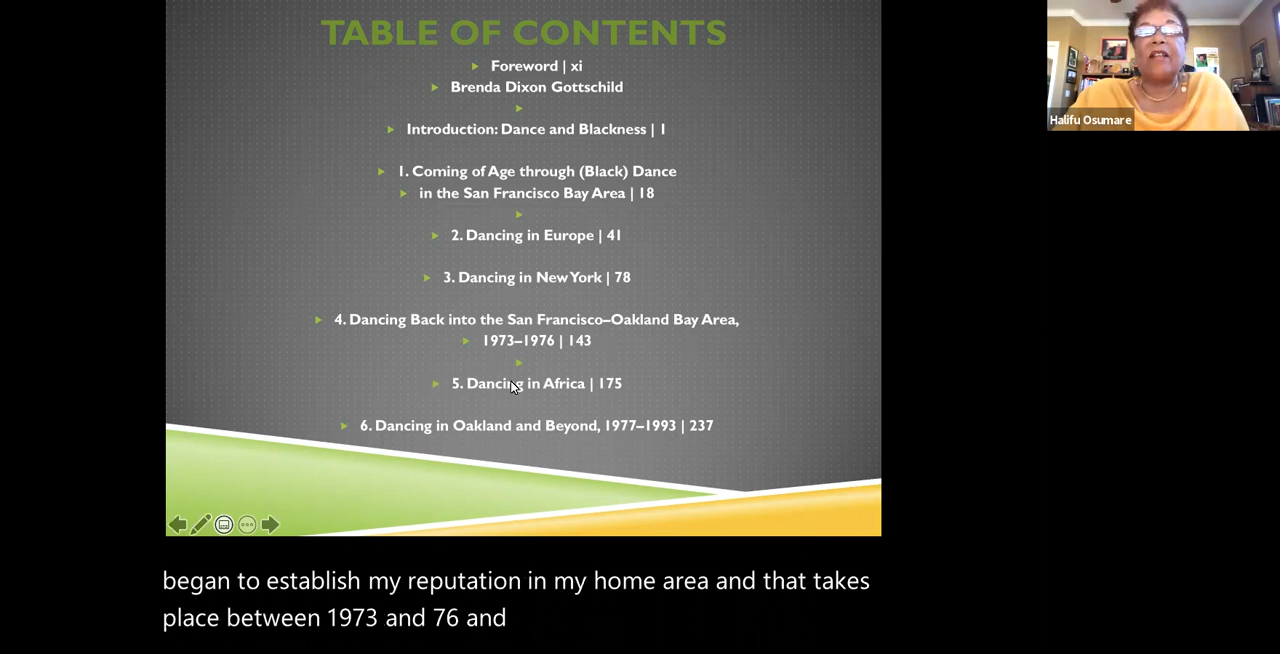 TABLE OF CONTENTS
Foreword | xi
Brenda Dixon Gottschild
Introduction: Dance and Blackness | 1
1. Coming of Age through (Black) Dance
in the San Francisco Bay Area | 18
2. Dancing in Europe | 41
3. Dancing in New York | 78
4. Dancing Back into the San Francisco–Oakland Bay Area,
1973–1976 | 143
5. Dancing in Africa | 175
6. Dancing in Oakland and Beyond, 1977–1993 | 237
Halifu Osumare
began to establish my reputation in my home area and that takes
place between 1973 and 76 and